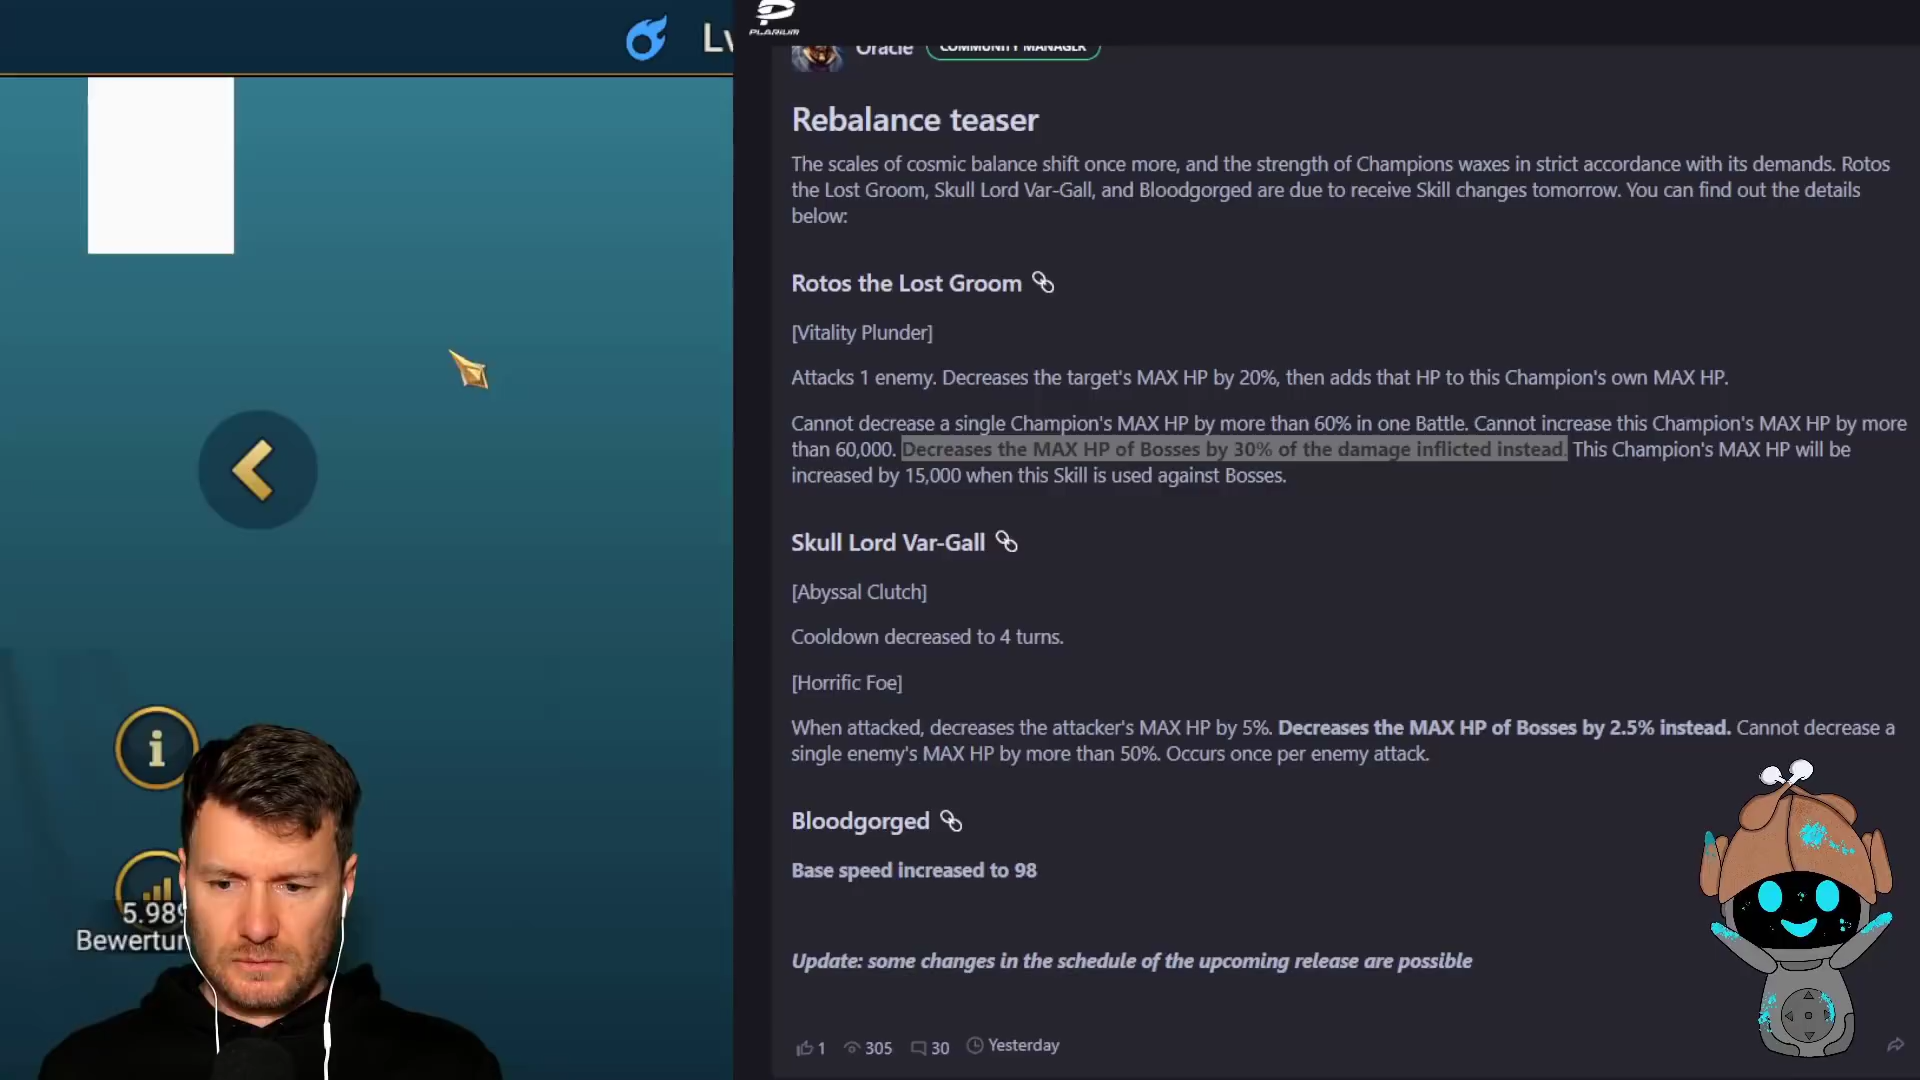 Lv
PLARIUM
Oracle COMMUNITY MANAGER
Rebalance teaser
The scales of cosmic balance shift once more, and the strength of Champions waxes in strict accordance with its demands. Rotos
the Lost Groom, Skull Lord Var-Gall, and Bloodgorged are due to receive Skill changes tomorrow. You can find out the details
below:
Rotos the Lost Groom
[Vitality Plunder]
Attacks 1 enemy. Decreases the target's MAX HP by 20%, then adds that HP to this Champion's own MAX HP.
Cannot decrease a single Champion's MAX HP by more than 60% in one Battle. Cannot increase this Champion's MAX HP by more
than 60,000. Decreases the MAX HP of Bosses by 30% of the damage inflicted instead. This Champion's MAX HP will be
increased by 15,000 when this Skill is used against Bosses.
Skull Lord Var-Gall
[Abyssal Clutch]
Cooldown decreased to 4 turns.
[Horrific Foe]
When attacked, decreases the attacker's MAX HP by 5%. Decreases the MAX HP of Bosses by 2.5% instead. Cannot decrease a
single enemy's MAX HP by more than 50%. Occurs once per enemy attack.
Bloodgorged
Base speed increased to 98
Update: some changes in the schedule of the upcoming release are possible
1 305 30 Yesterday
5.989